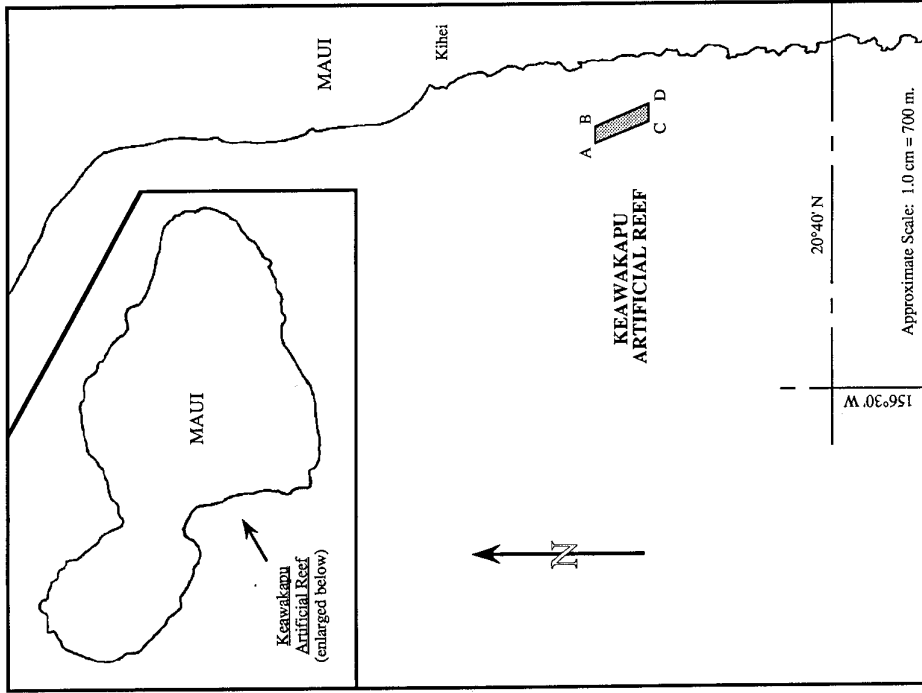 MAUI
Kihei
MAUI
Keawakapu
Artificial Reef
(enlarged below)
A
B
C
D
KEAWAKAPU
ARTIFICIAL REEF
N
20°40' N
156°30' W
Approximate Scale: 1.0 cm = 700 m.